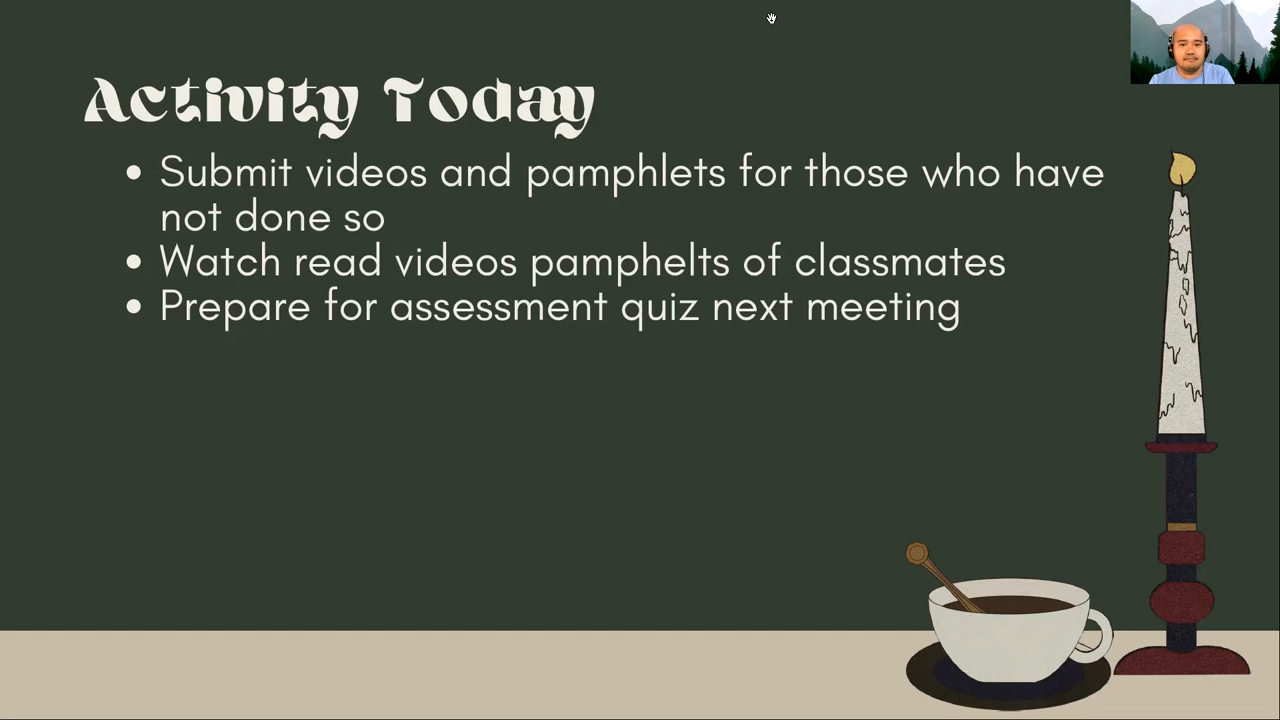 Activity Today
• Submit videos and pamphlets for those who have
not done so
• Watch read videos pamphelts of classmates
• Prepare for assessment quiz next meeting